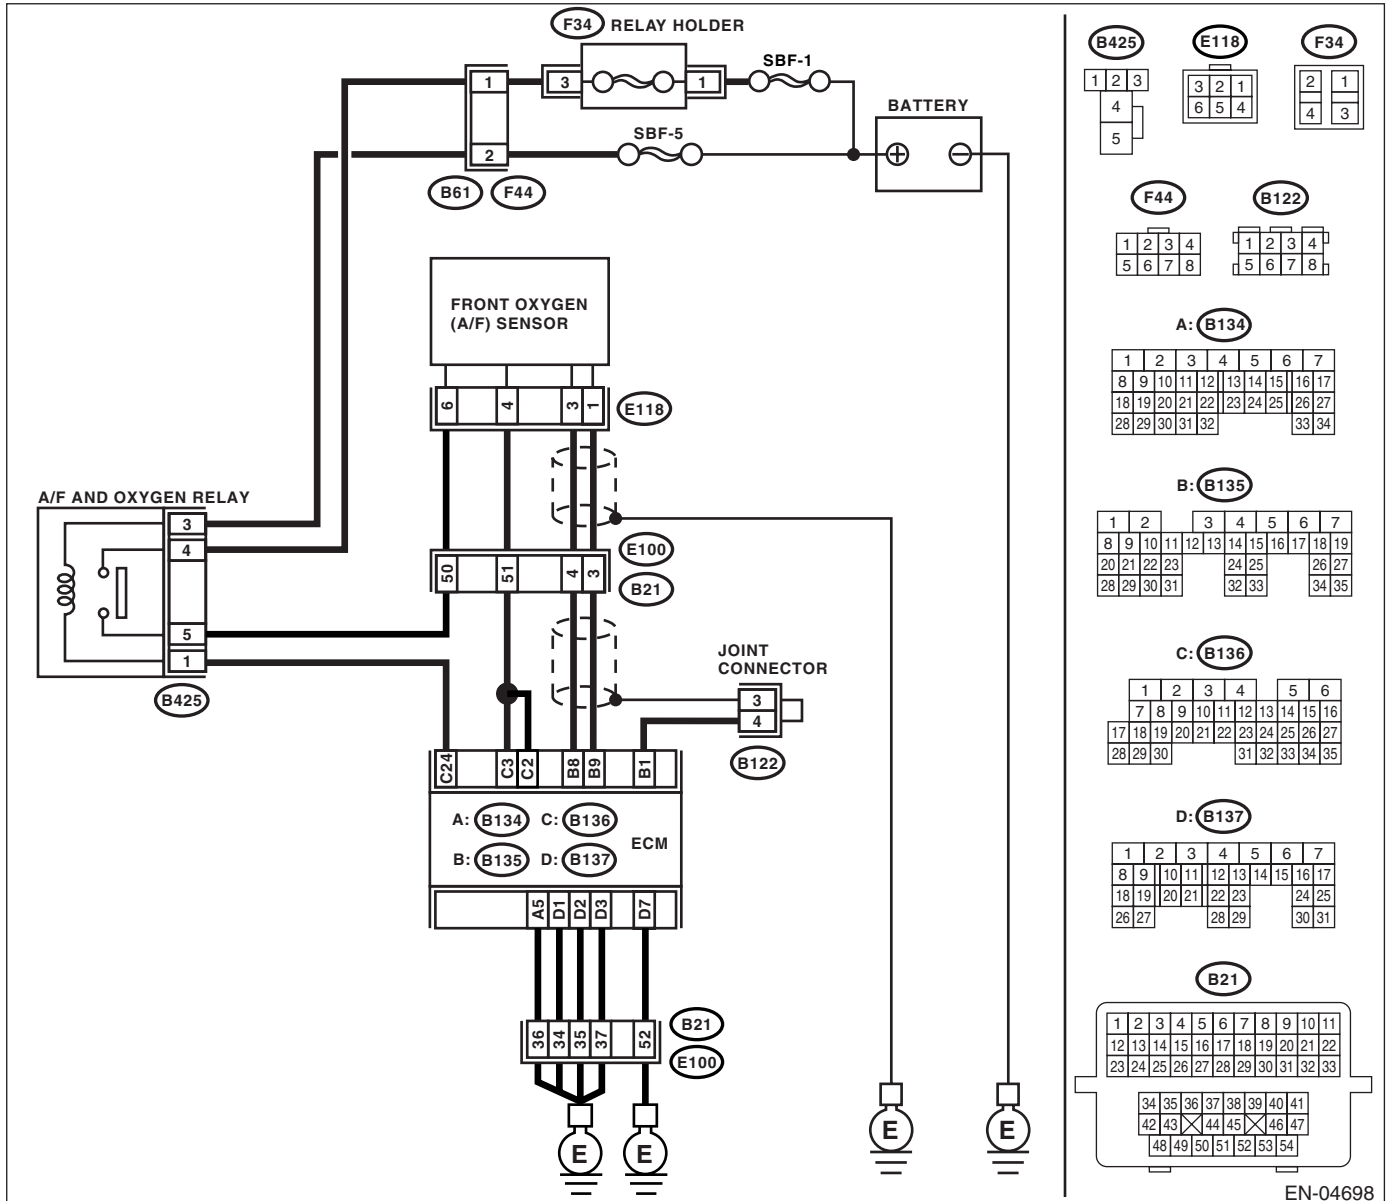 F34 RELAY HOLDER
SBF-1
1
3
1
BATTERY
SBF-5
2
B61 F44
FRONT OXYGEN
(A/F) SENSOR
6 4 3 1
E118
A/F AND OXYGEN RELAY
3
4
5
1
B425
E100
50 51 4 3
B21
JOINT
CONNECTOR
3
4
B122
C24 C3 C2 B8 B9 B1
A: B134 C: B136
ECM
B: B135 D: B137
A5 D1 D2 D3 D7
36 34 35 37 52
B21
E100
E E E E
B425 E118 F34
1 2 3
4
5
3 2 1
6 5 4
2 1
4 3
F44 B122
1 2 3 4
5 6 7 8
1 2 3 4
5 6 7 8
A: B134
1 2 3 4 5 6 7
8 9 10 11 12 13 14 15 16 17
18 19 20 21 22 23 24 25 26 27
28 29 30 31 32 33 34
B: B135
1 2 3 4 5 6 7
8 9 10 11 12 13 14 15 16 17 18 19
20 21 22 23 24 25 26 27
28 29 30 31 32 33 34 35
C: B136
1 2 3 4 5 6
7 8 9 10 11 12 13 14 15 16
17 18 19 20 21 22 23 24 25 26 27
28 29 30 31 32 33 34 35
D: B137
1 2 3 4 5 6 7
8 9 10 11 12 13 14 15 16 17
18 19 20 21 22 23 24 25
26 27 28 29 30 31
B21
1 2 3 4 5 6 7 8 9 10 11
12 13 14 15 16 17 18 19 20 21 22
23 24 25 26 27 28 29 30 31 32 33
34 35 36 37 38 39 40 41
42 43 44 45 46 47
48 49 50 51 52 53 54
EN-04698